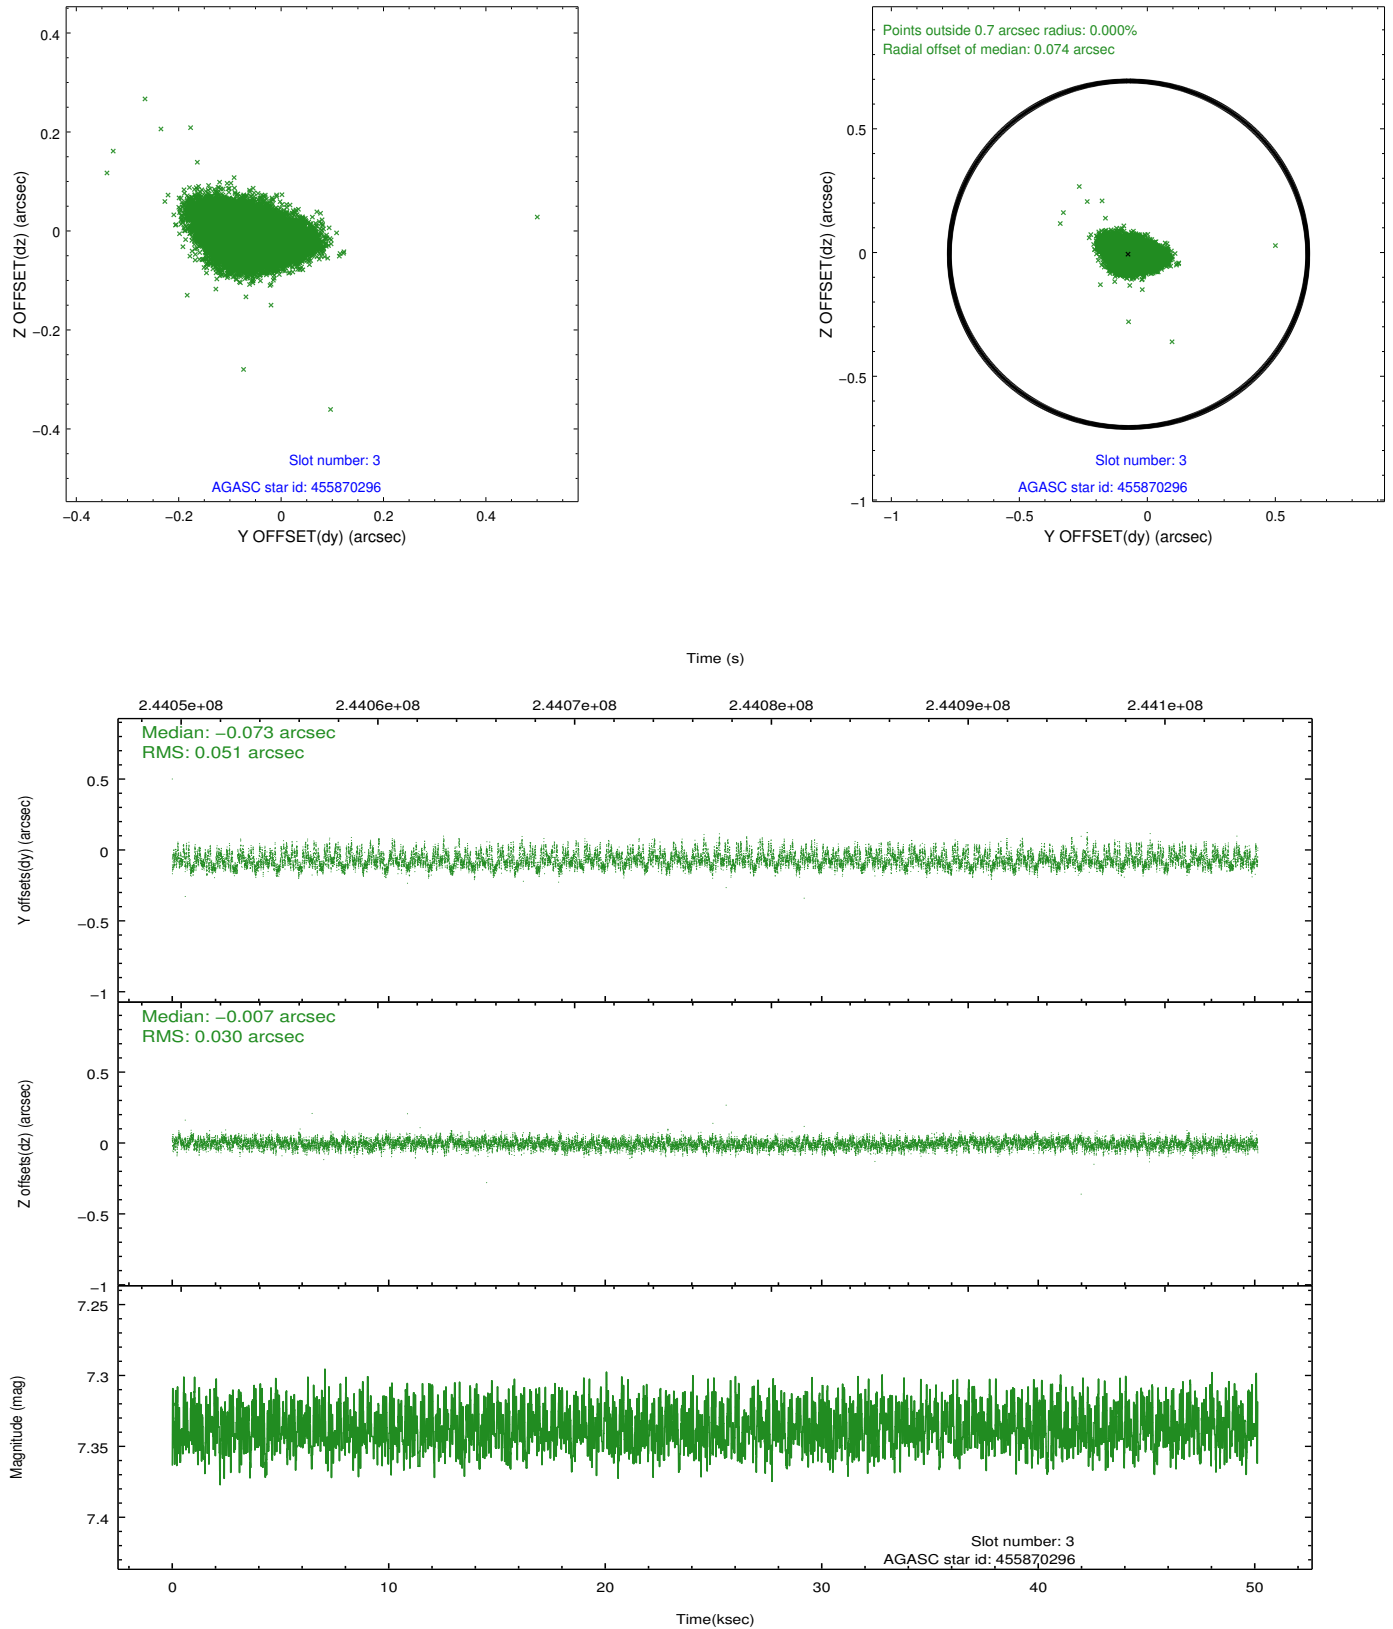 0.4
0.2
0
−0.2
−0.4
Z OFFSET(dz) (arcsec)
Slot number: 3
AGASC star id: 455870296
−0.4
−0.2
0
0.2
0.4
Y OFFSET(dy) (arcsec)
Points outside 0.7 arcsec radius: 0.000%
Radial offset of median: 0.074 arcsec
0.5
0
−0.5
−1
Z OFFSET(dz) (arcsec)
Slot number: 3
AGASC star id: 455870296
−1
−0.5
0
0.5
Y OFFSET(dy) (arcsec)
Time (s)
2.4405e+08
2.4406e+08
2.4407e+08
2.4408e+08
2.4409e+08
2.441e+08
Median: −0.073 arcsec
RMS: 0.051 arcsec
0.5
0
−0.5
−1
Y offsets(dy) (arcsec)
Median: −0.007 arcsec
RMS: 0.030 arcsec
0.5
0
−0.5
−1
Z offsets(dz) (arcsec)
7.25
7.3
7.35
7.4
Magnitude (mag)
Slot number: 3
AGASC star id: 455870296
0
10
20
30
40
50
Time(ksec)